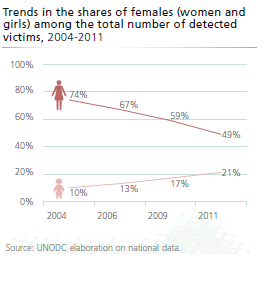 Trends in the shares of females (women and
girls) among the total number of detected
victims, 2004-2011
100%
80%
74%
67%
60%
59%
49%
40%
20%
21%
17%
13%
10%
0%
2004 2006 2009 2011
Source: UNODC elaboration on national data.